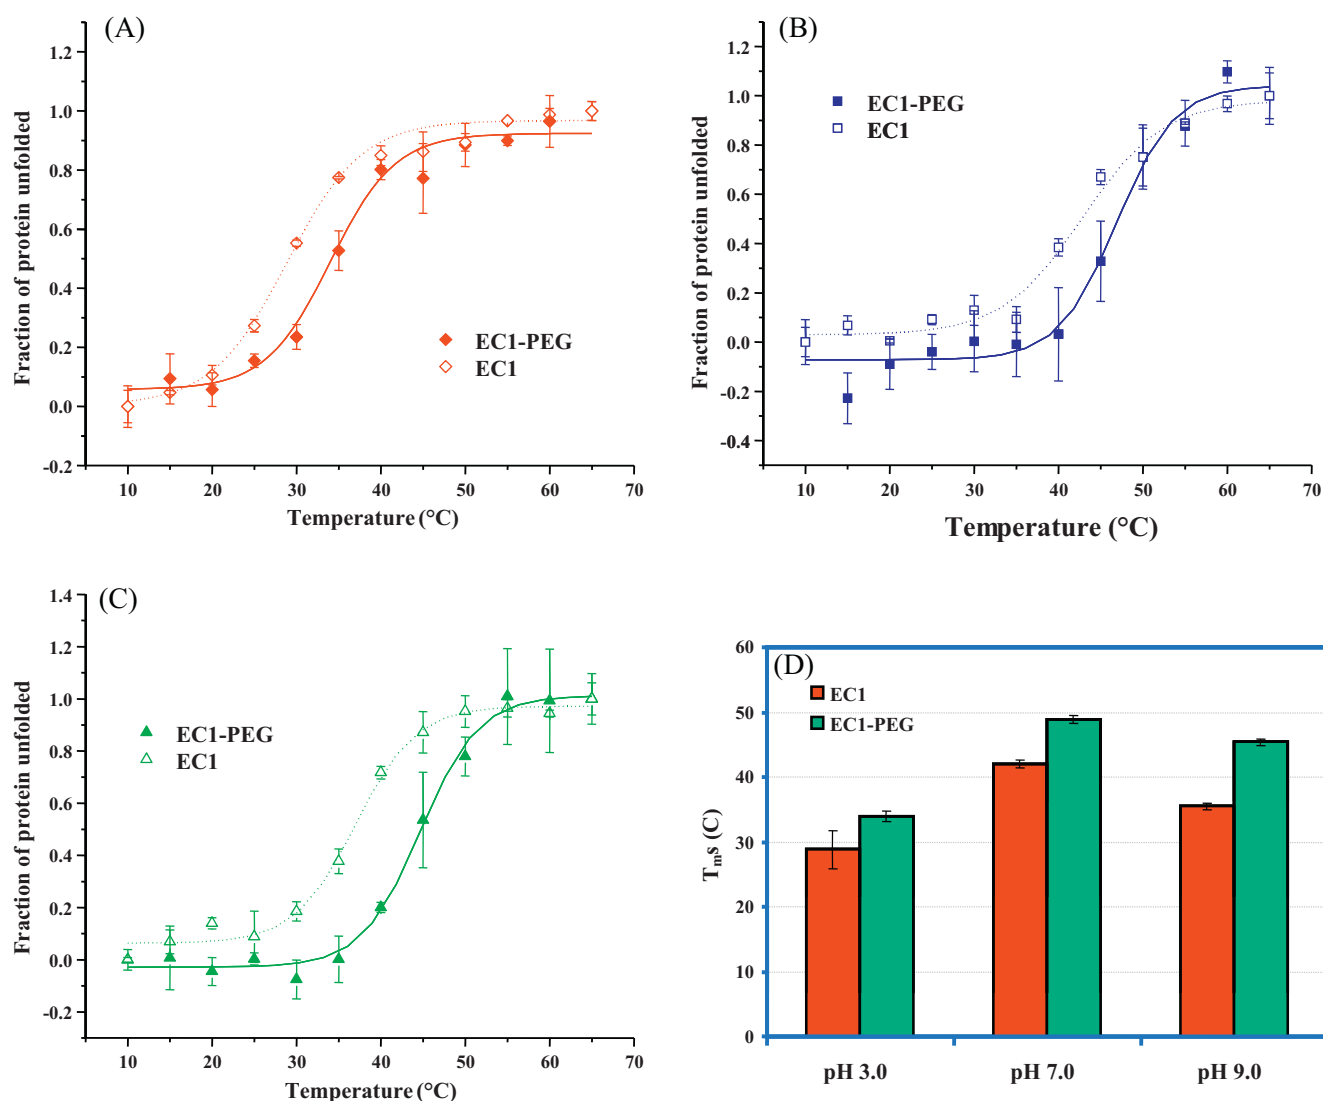 (A)
1.2
1.0
0.8
0.6
0.4
0.2
0.0
-0.2
Fraction of protein unfolded
EC1-PEG
EC1
10 20 30 40 50 60 70
Temperature (°C)
(B)
1.2
1.0
0.8
0.6
0.4
0.2
0.0
-0.2
-0.4
Fraction of protein unfolded
EC1-PEG
EC1
10 20 30 40 50 60 70
Temperature (°C)
(C)
1.4
1.2
1.0
0.8
0.6
0.4
0.2
0.0
-0.2
Fraction of protein unfolded
EC1-PEG
EC1
10 20 30 40 50 60 70
Temperature (°C)
(D)
60
50
40
30
20
10
0
Tms (C)
EC1
EC1-PEG
pH 3.0 pH 7.0 pH 9.0